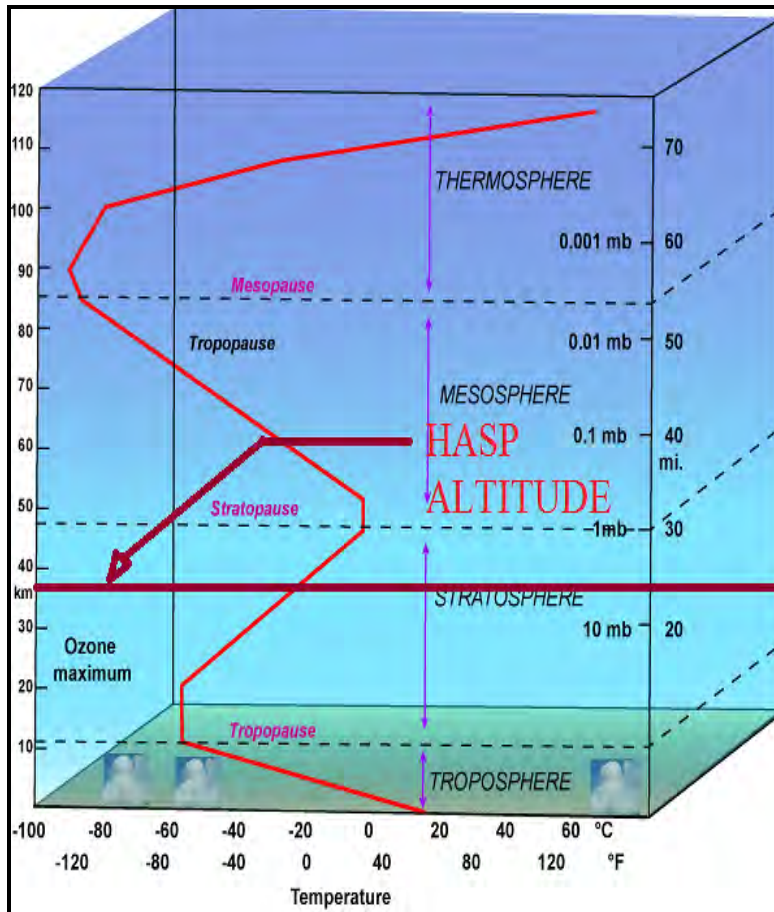 120
110
100
90
80
70
60
50
40
km
30
20
10
70
60
50
40
mi.
30
20
THERMOSPHERE
0.001 mb
Mesopause
Tropopause
0.01 mb
MESOSPHERE
HASP
ALTITUDE
0.1 mb
Stratopause
1mb
STRATOSPHERE
10 mb
Ozone
maximum
Tropopause
TROPOSPHERE
-100 -80 -60 -40 -20 0 20 40 60 ºC
-120 -80 -40 0 40 80 120 ºF
Temperature